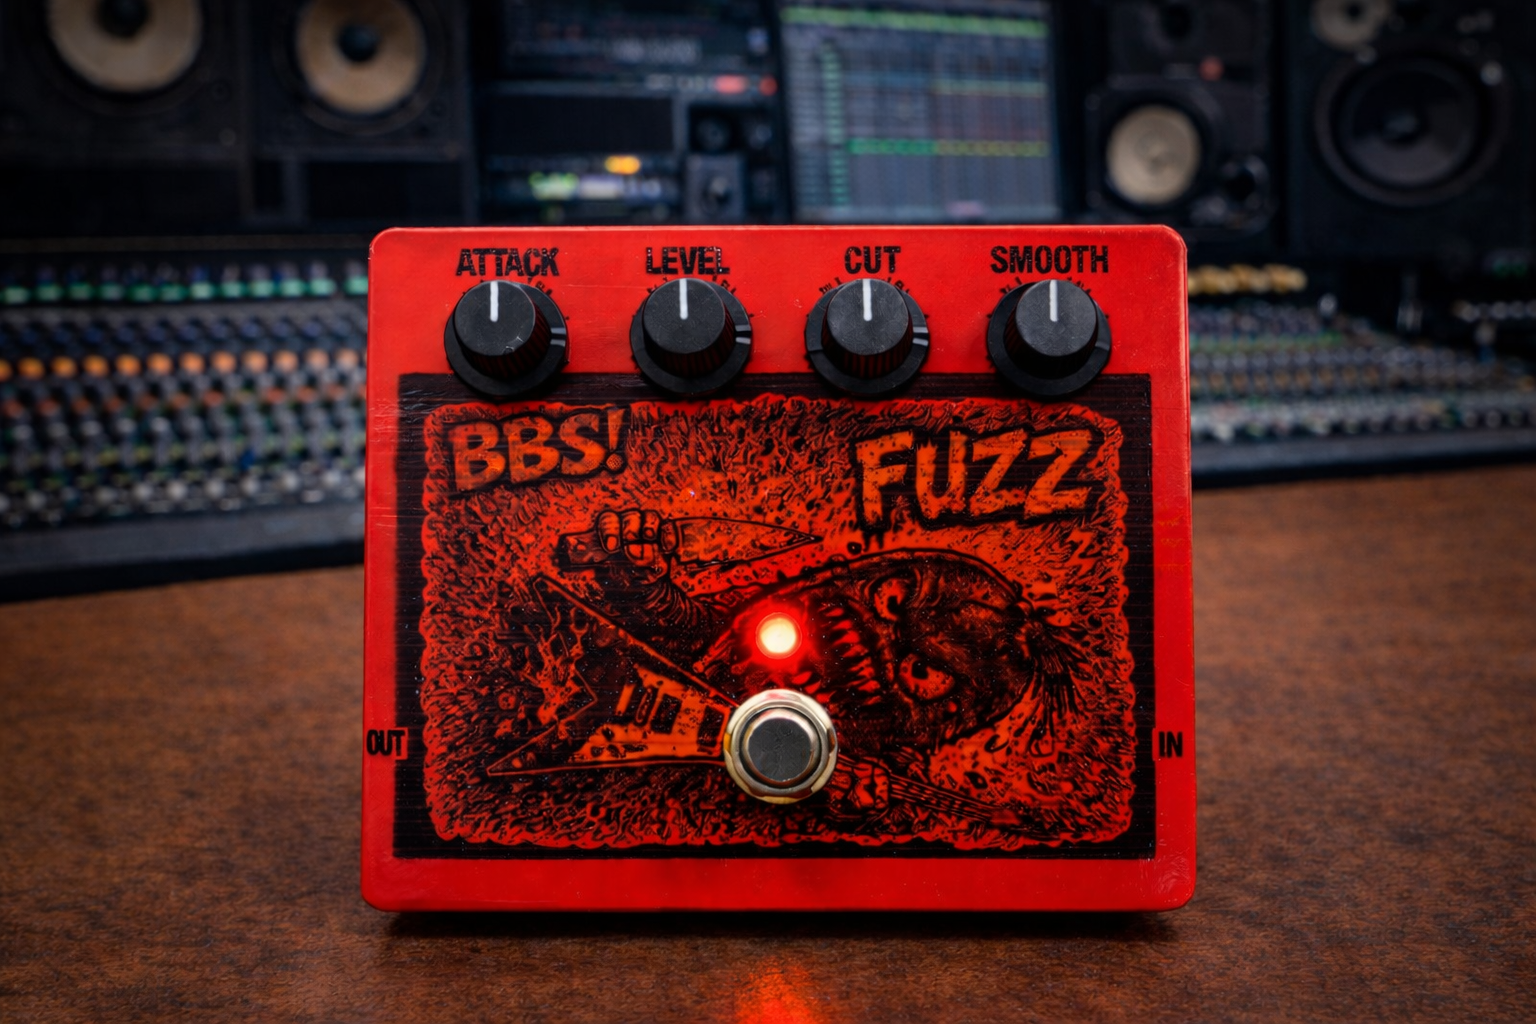 ATTACK
LEVEL
CUT
SMOOTH
BBS!
FUZZ
OUT
IN